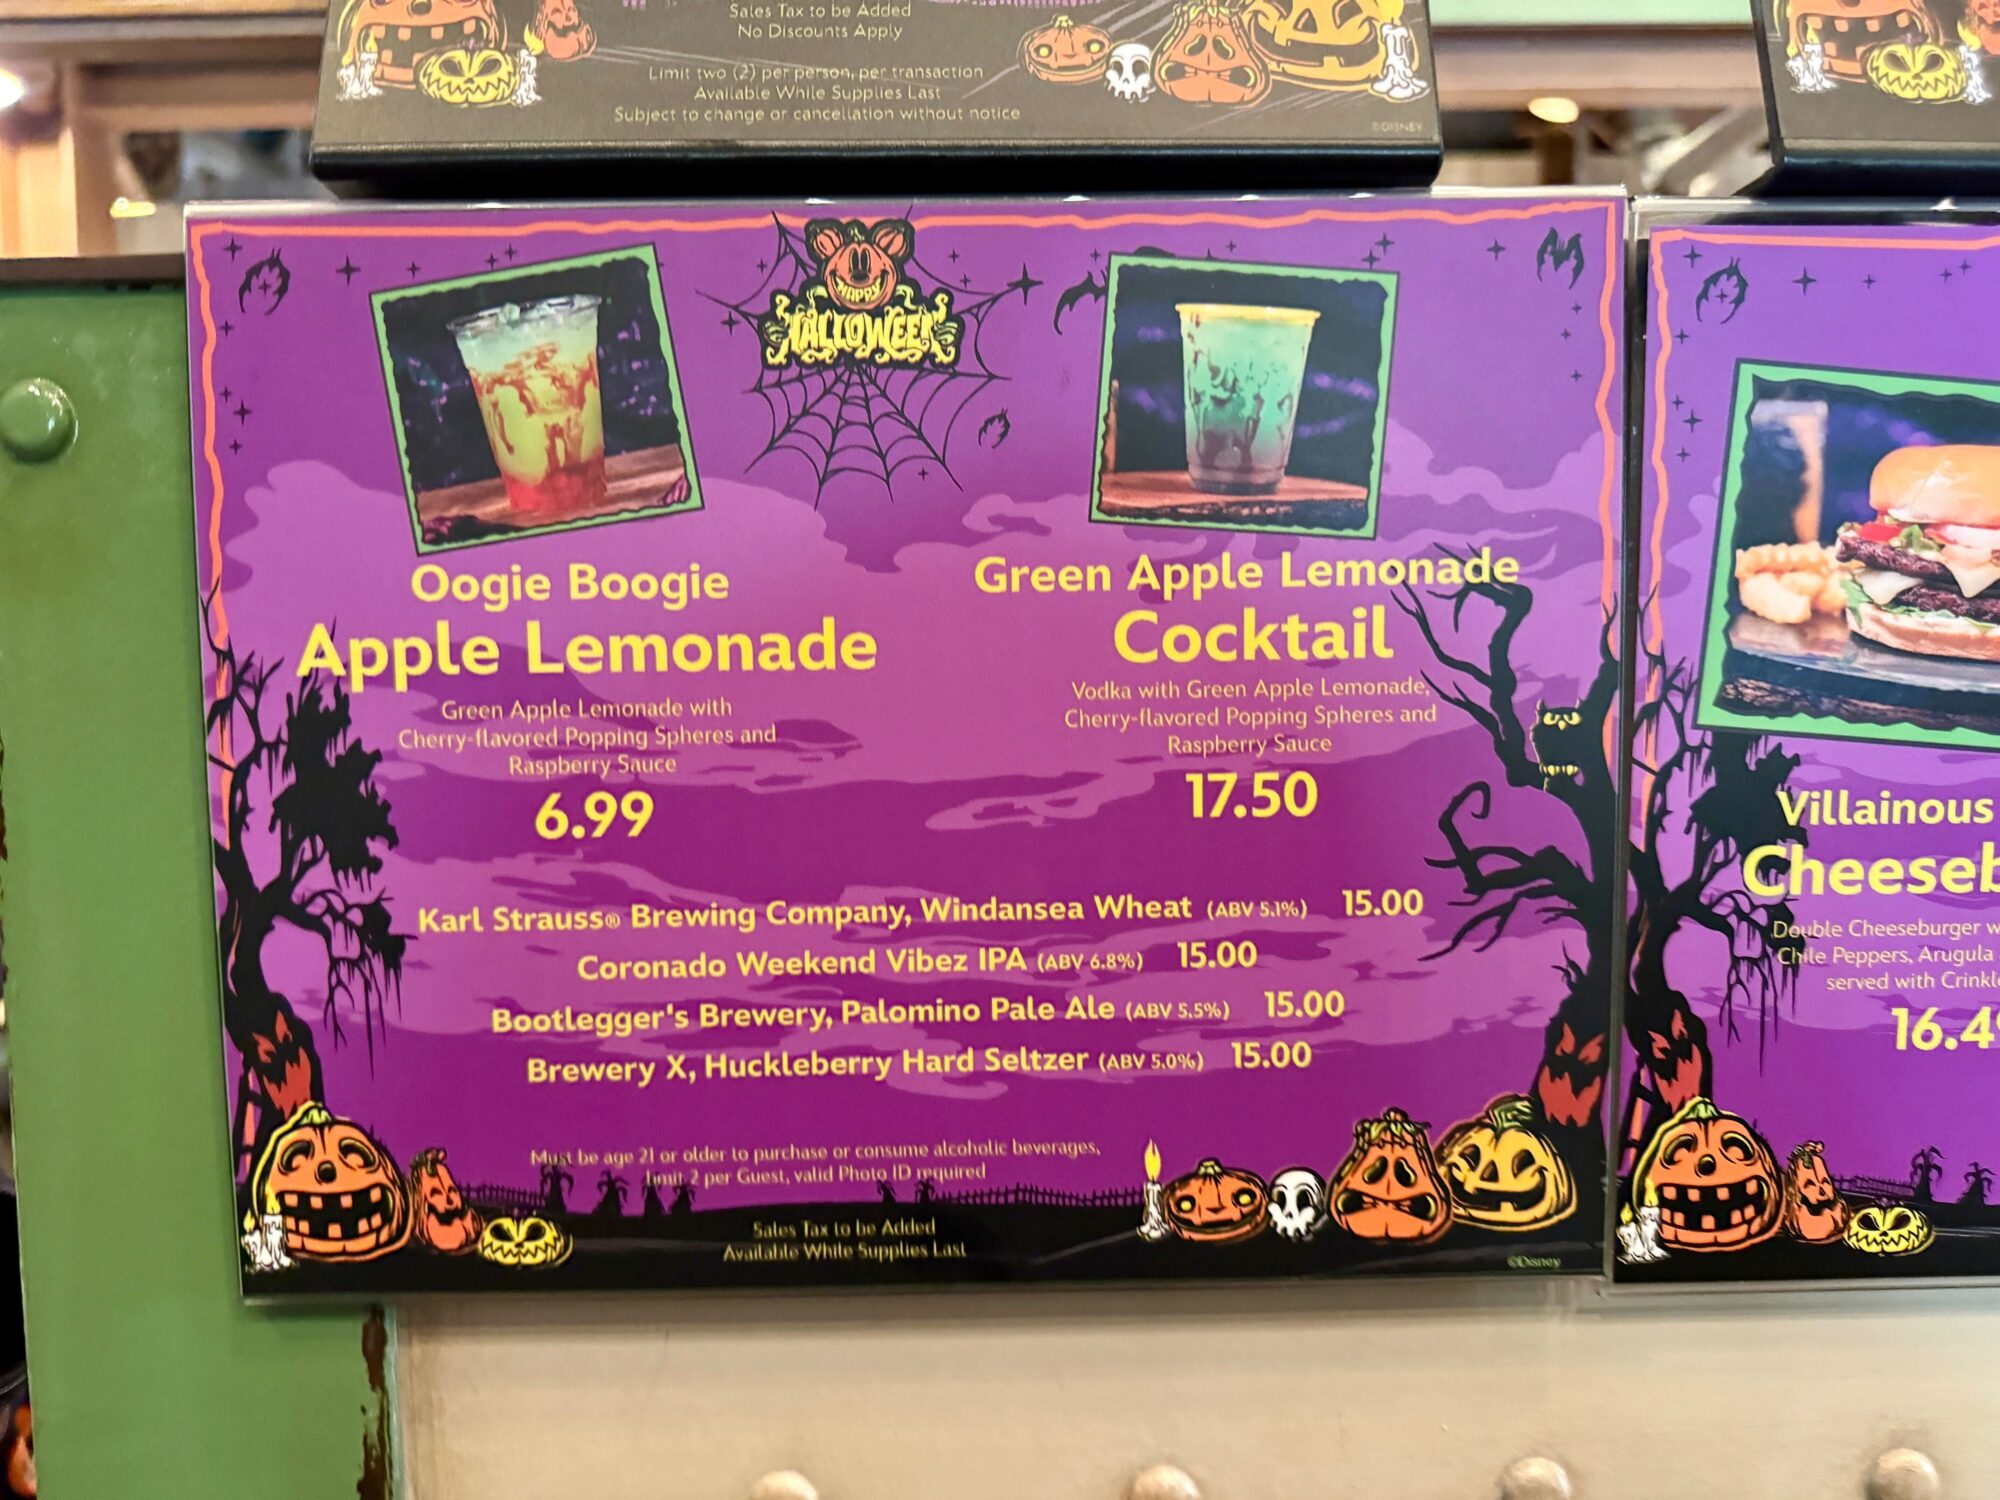 Sales Tax to be Added
No Discounts Apply
Limit two (2) per person, per transaction
Available While Supplies Last
Subject to change or cancellation without notice
©DISNEY
HAPPY
HALLOWEEN
Oogie Boogie
Apple Lemonade
Green Apple Lemonade with
Cherry-flavored Popping Spheres and
Raspberry Sauce
6.99
Green Apple Lemonade
Cocktail
Vodka with Green Apple Lemonade,
Cherry-flavored Popping Spheres and
Raspberry Sauce
17.50
Karl Strauss® Brewing Company, Windansea Wheat (ABV 5.1%) 15.00
Coronado Weekend Vibez IPA (ABV 6.8%) 15.00
Bootlegger's Brewery, Palomino Pale Ale (ABV 5.5%) 15.00
Brewery X, Huckleberry Hard Seltzer (ABV 5.0%) 15.00
Must be age 21 or older to purchase or consume alcoholic beverages,
limit 2 per Guest, valid Photo ID required
Sales Tax to be Added
Available While Supplies Last
©Disney
Villainous
Cheeseb
Double Cheeseburger w
Chile Peppers, Arugula
served with Crinkl
16.4